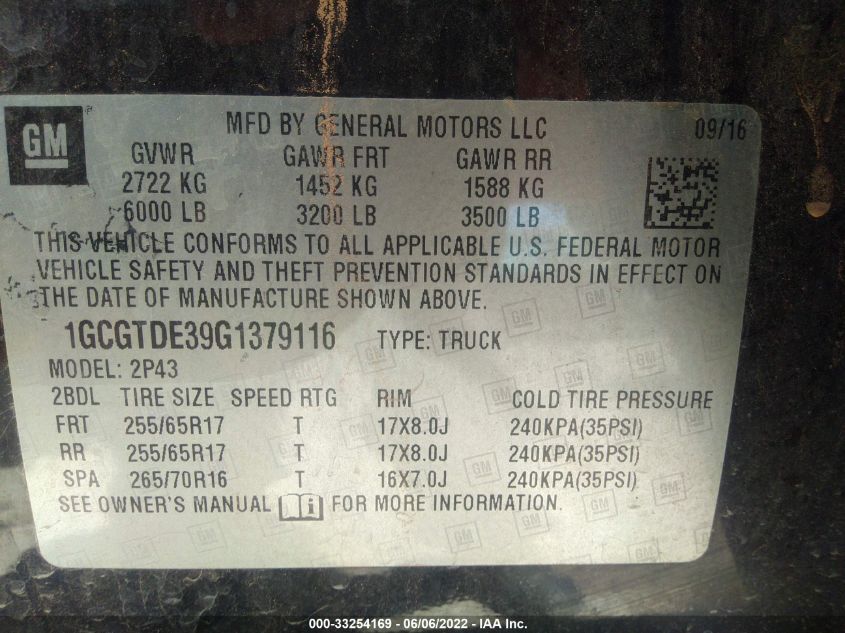 GM
MFD BY GENERAL MOTORS LLC 09/16
GVWR GAWR FRT GAWR RR
2722 KG 1452 KG 1588 KG
6000 LB 3200 LB 3500 LB
THIS VEHICLE CONFORMS TO ALL APPLICABLE U.S. FEDERAL MOTOR
VEHICLE SAFETY AND THEFT PREVENTION STANDARDS IN EFFECT ON
THE DATE OF MANUFACTURE SHOWN ABOVE.
1GCGTDE39G1379116 TYPE: TRUCK
MODEL: 2P43
2BDL TIRE SIZE SPEED RTG RIM COLD TIRE PRESSURE
FRT 255/65R17 T 17X8.0J 240KPA(35PSI)
RR 255/65R17 T 17X8.0J 240KPA(35PSI)
SPA 265/70R16 T 16X7.0J 240KPA(35PSI)
SEE OWNER'S MANUAL FOR MORE INFORMATION.
000-33254169 - 06/06/2022 - IAA Inc.